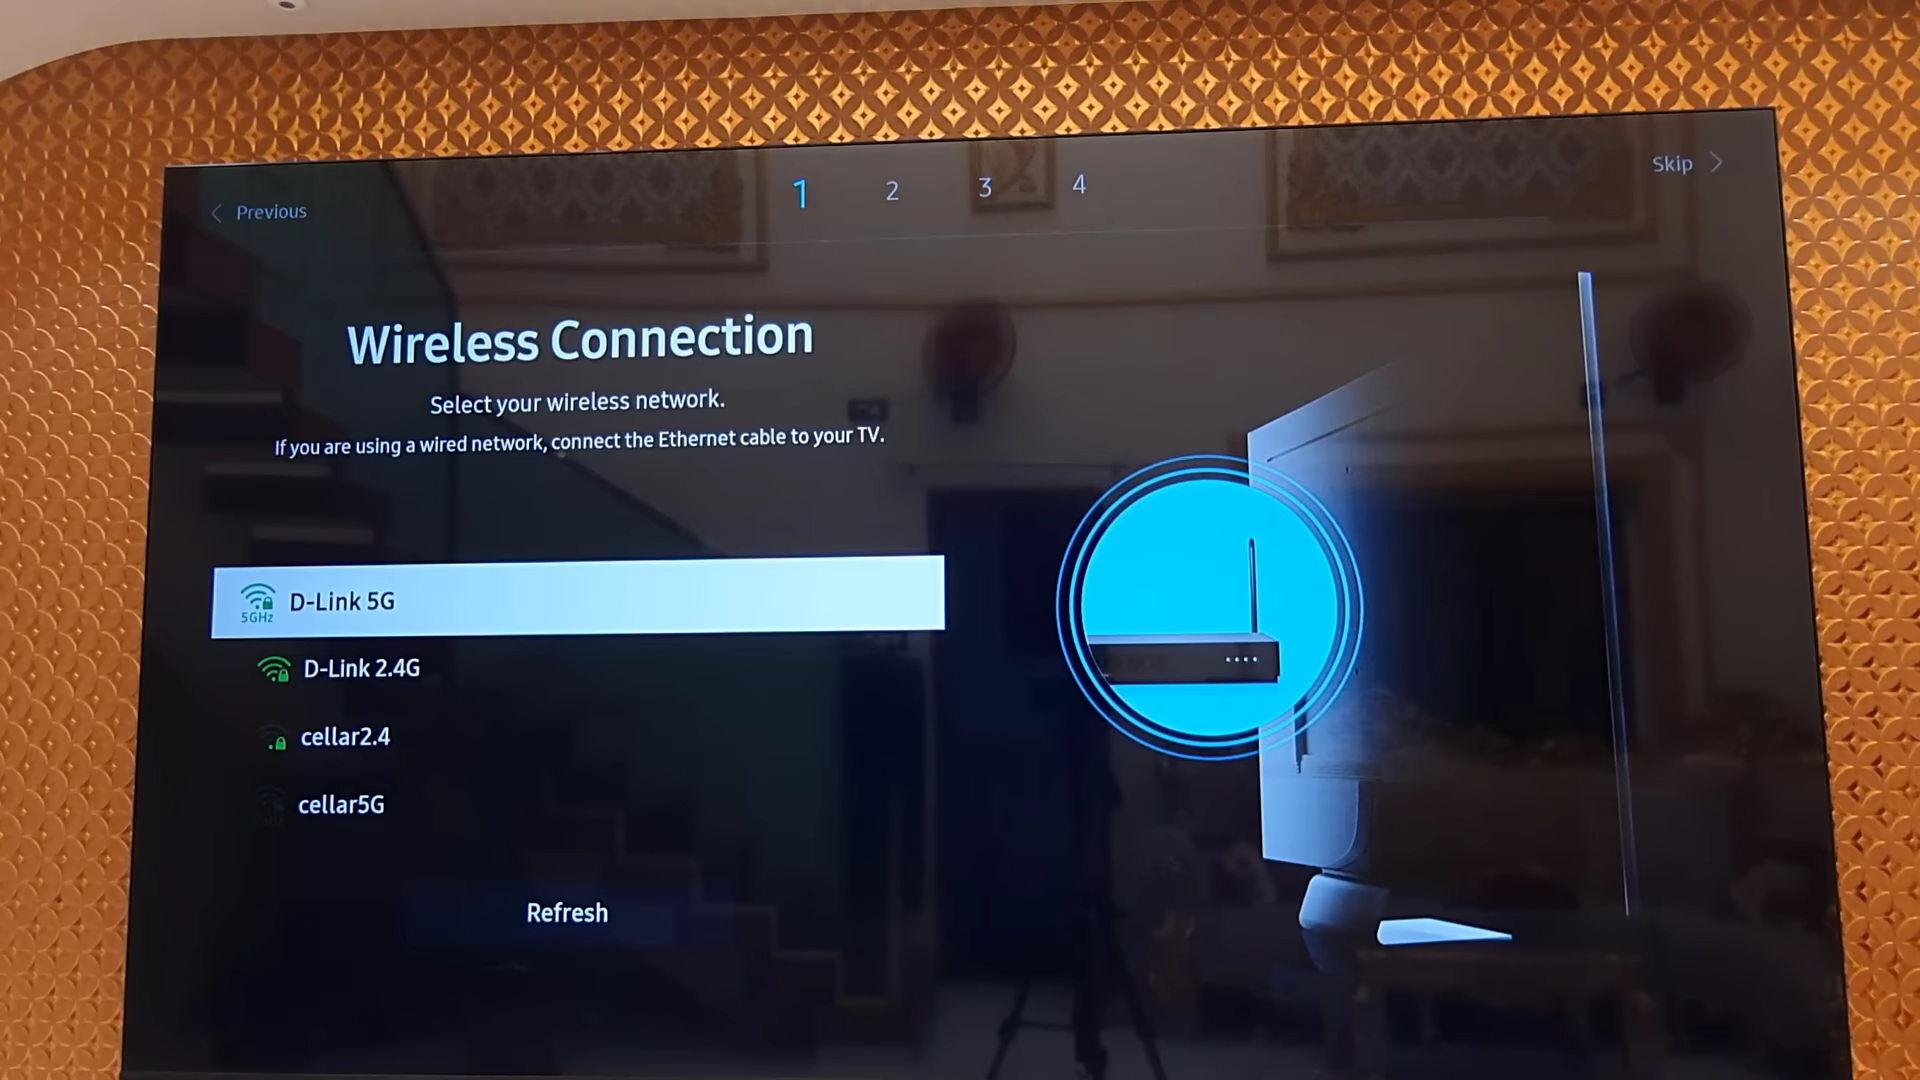 Previous
1 2 3 4
Skip
Wireless Connection
Select your wireless network.
If you are using a wired network, connect the Ethernet cable to your TV.
5GHz D-Link 5G
D-Link 2.4G
cellar2.4
cellar5G
Refresh